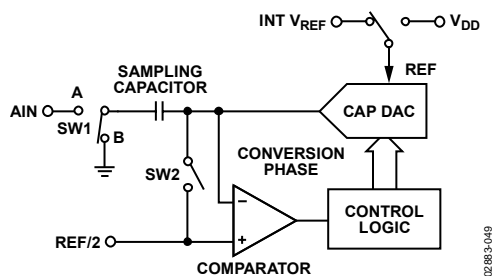 INT VREF
VDD
REF
SAMPLING
CAPACITOR
A
AIN
CAP DAC
SW1
B
CONVERSION
PHASE
SW2
CONTROL
LOGIC
REF/2
COMPARATOR
−
+
02883-049